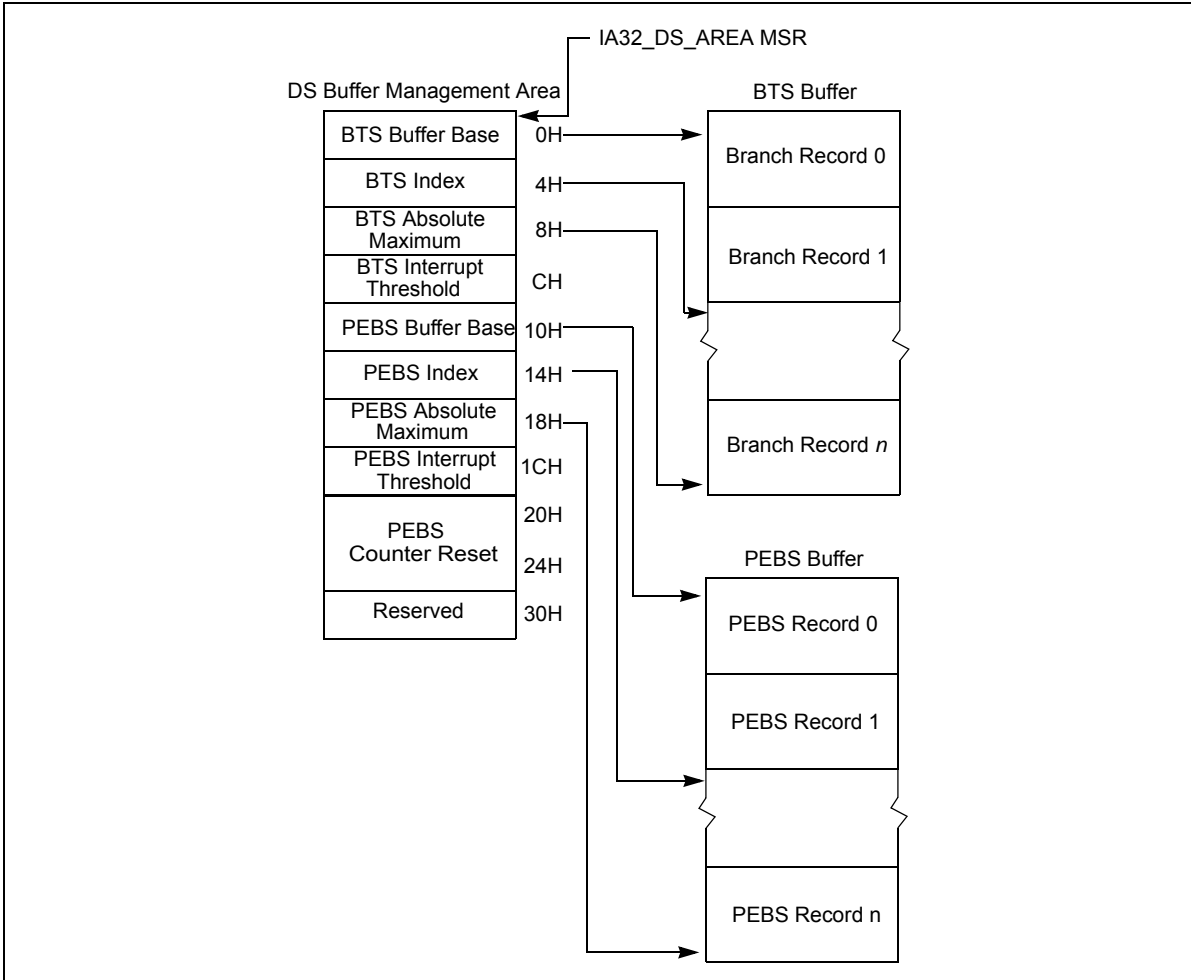 IA32_DS_AREA MSR
DS Buffer Management Area
BTS Buffer Base 0H
BTS Index 4H
BTS Absolute
Maximum 8H
BTS Interrupt
Threshold CH
PEBS Buffer Base 10H
PEBS Index 14H
PEBS Absolute
Maximum 18H
PEBS Interrupt
Threshold 1CH
20H
PEBS
Counter Reset
24H
Reserved 30H
BTS Buffer
Branch Record 0
Branch Record 1
Branch Record n
PEBS Buffer
PEBS Record 0
PEBS Record 1
PEBS Record n